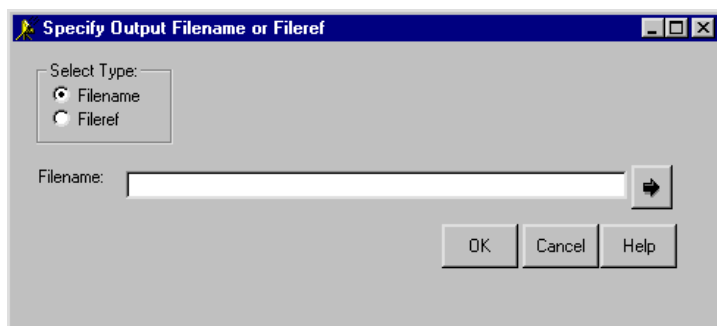 Specify Output Filename or Fileref
Select Type:
Filename
Fileref
Filename:
OK Cancel Help